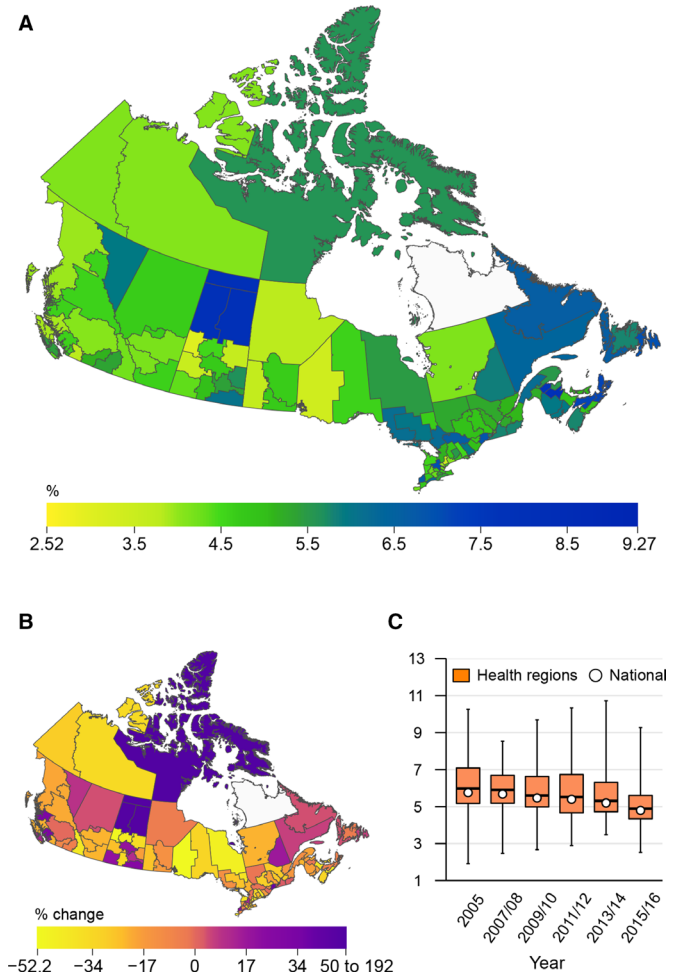 A
%
2.52 3.5 4.5 5.5 6.5 7.5 8.5 9.27
B
% change
−52.2 −34 −17 0 17 34 50 to 192
C
Health regions National
13
11
9
7
5
3
1
2005 2007/08 2009/10 2011/12 2013/14 2015/16
Year